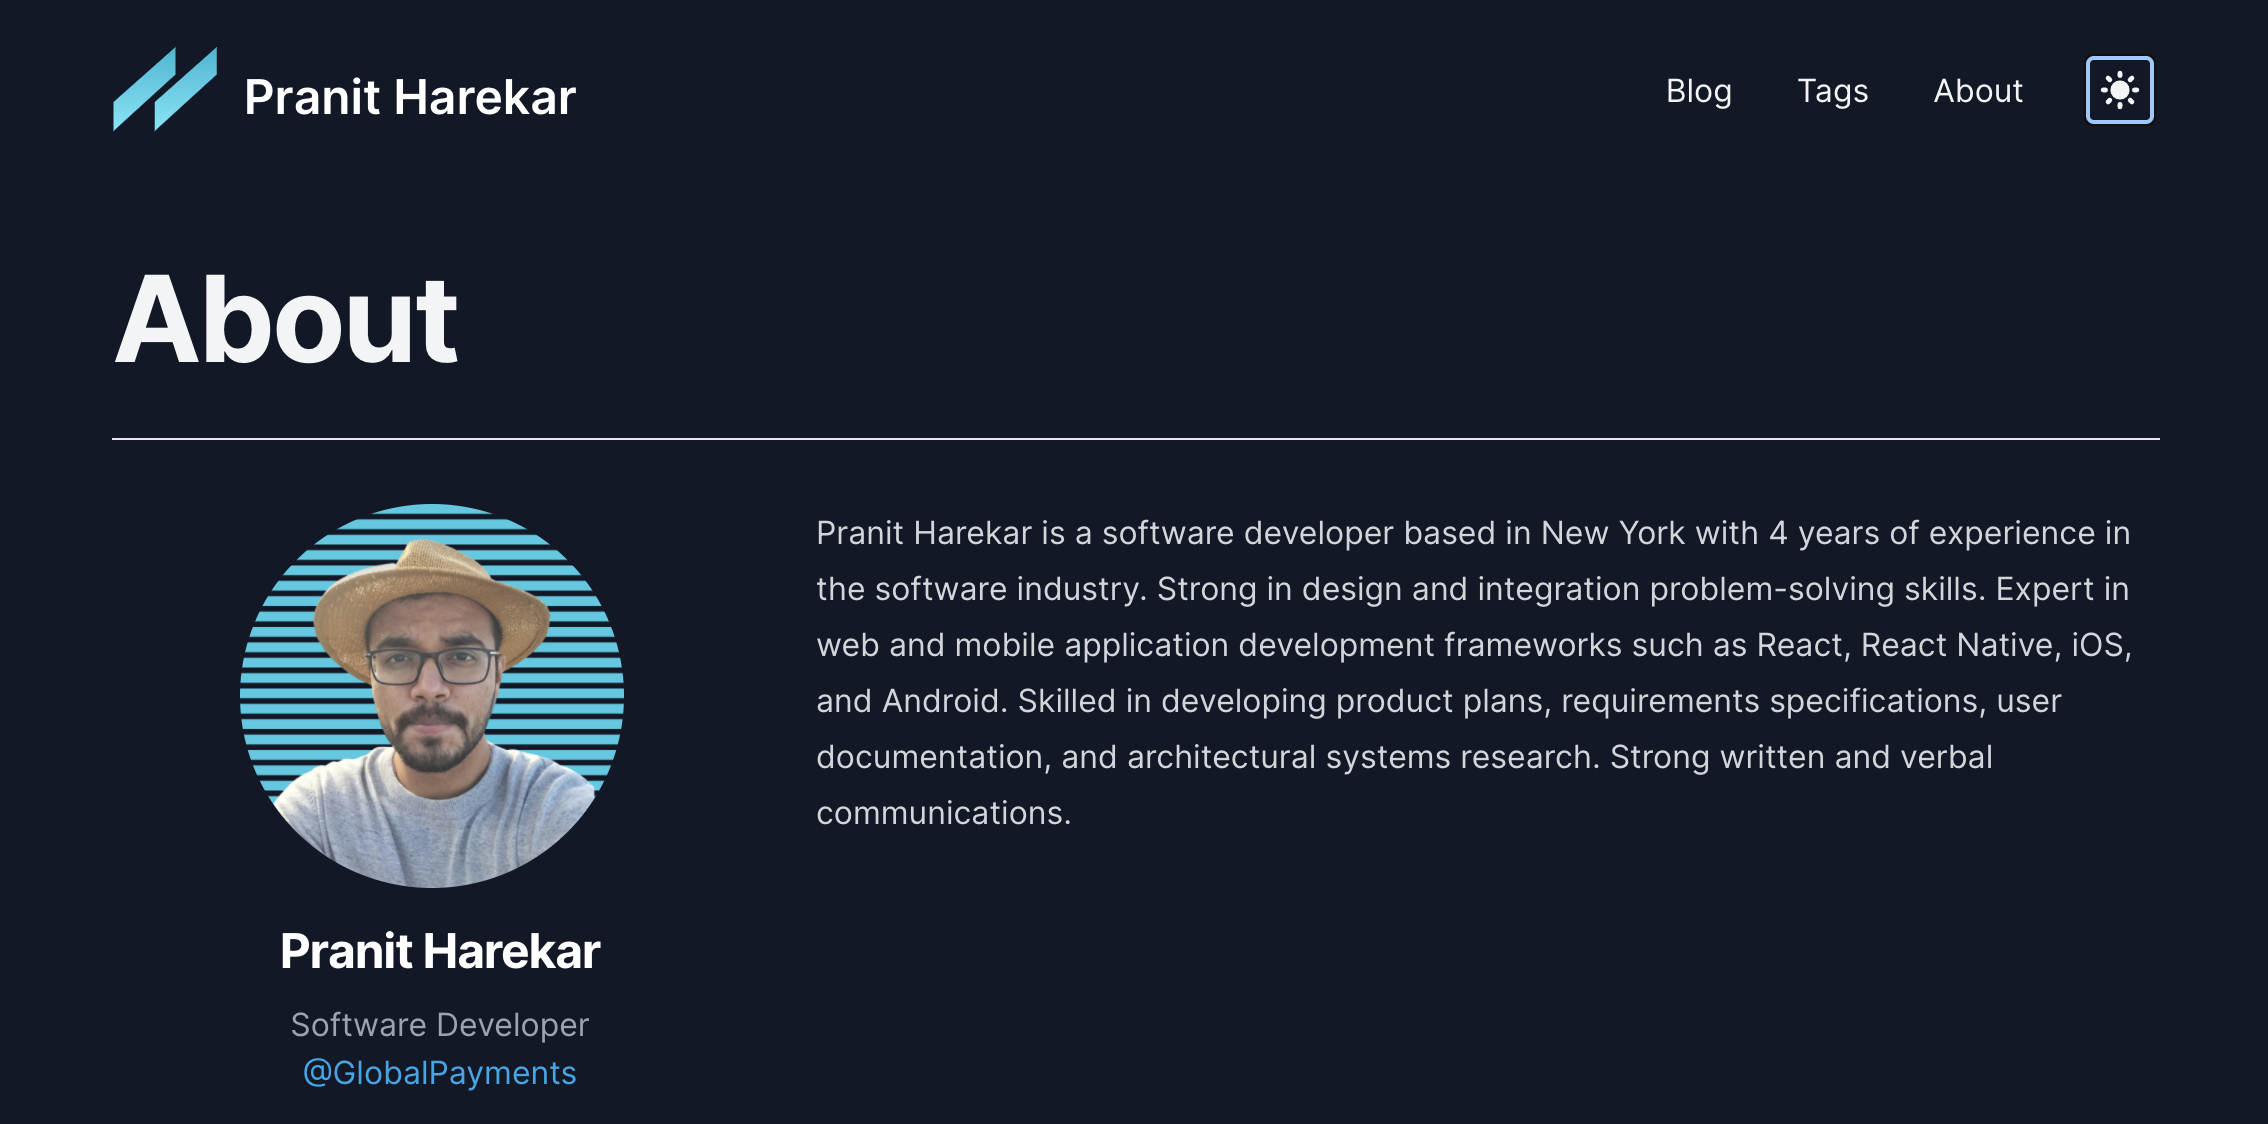 Pranit Harekar
Blog
Tags
About
About
Pranit Harekar is a software developer based in New York with 4 years of experience in
the software industry. Strong in design and integration problem-solving skills. Expert in
web and mobile application development frameworks such as React, React Native, iOS,
and Android. Skilled in developing product plans, requirements specifications, user
documentation, and architectural systems research. Strong written and verbal
communications.
Pranit Harekar
Software Developer
@GlobalPayments